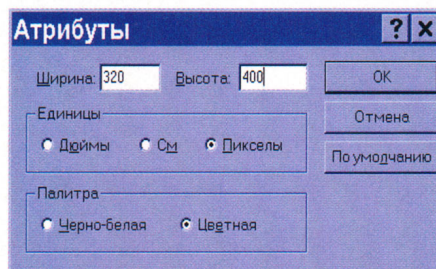 Атрибуты
Ширина: 320 Высота: 400
OK
Единицы
Отмена
Дюймы См Пикселы
По умолчанию
Палитра
Черно-белая Цветная